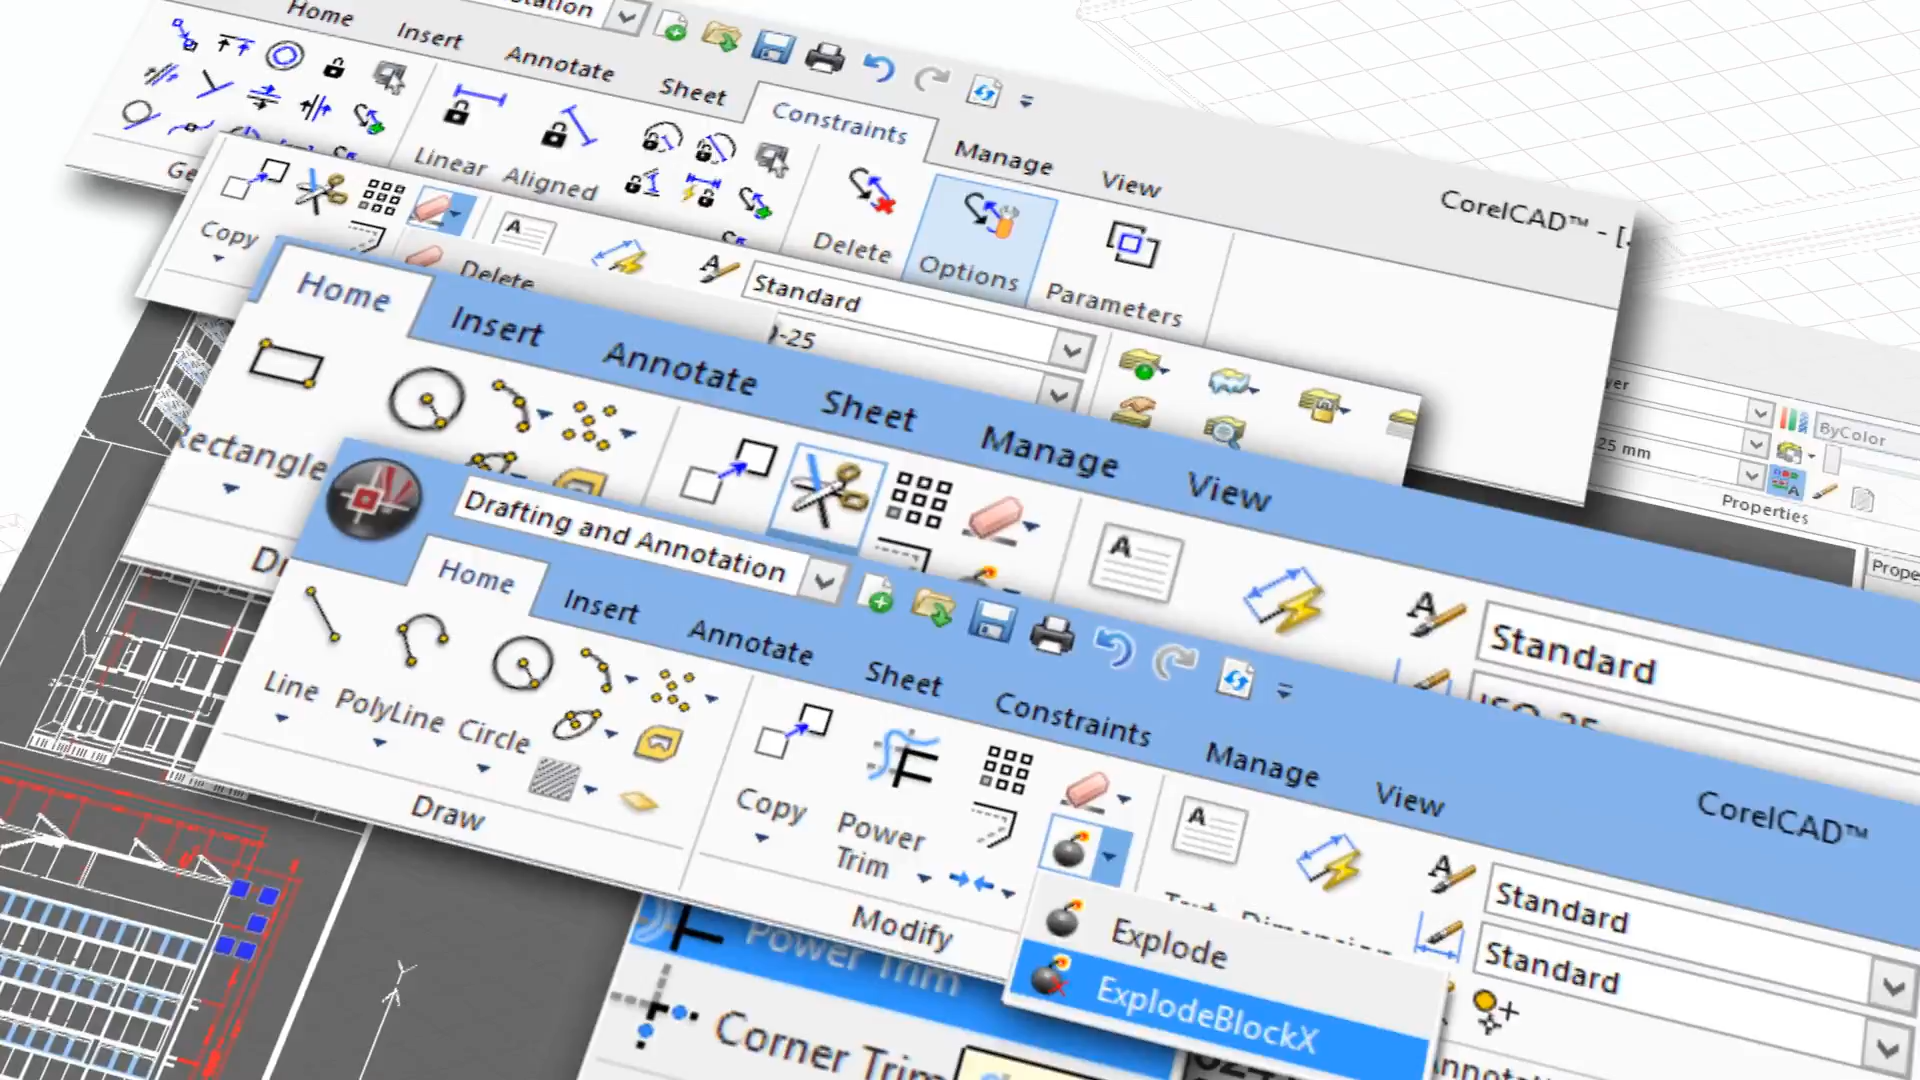 Home
Insert
Annotate
Sheet
Constraints
Manage
View
CorelCAD™ - [
Linear
Aligned
Delete
Options
Parameters
Copy
Delete
Standard
-25
ByColor
25 mm
Properties
Home
Insert
Annotate
Sheet
Manage
View
Standard
Drafting and Annotation
Home
Insert
Annotate
Sheet
Constraints
Manage
View
CorelCAD™
Line
PolyLine
Circle
Draw
Copy
Power
Trim
Modify
Standard
Standard
Explode
ExplodeBlockX
Power Trim
Corner Trim